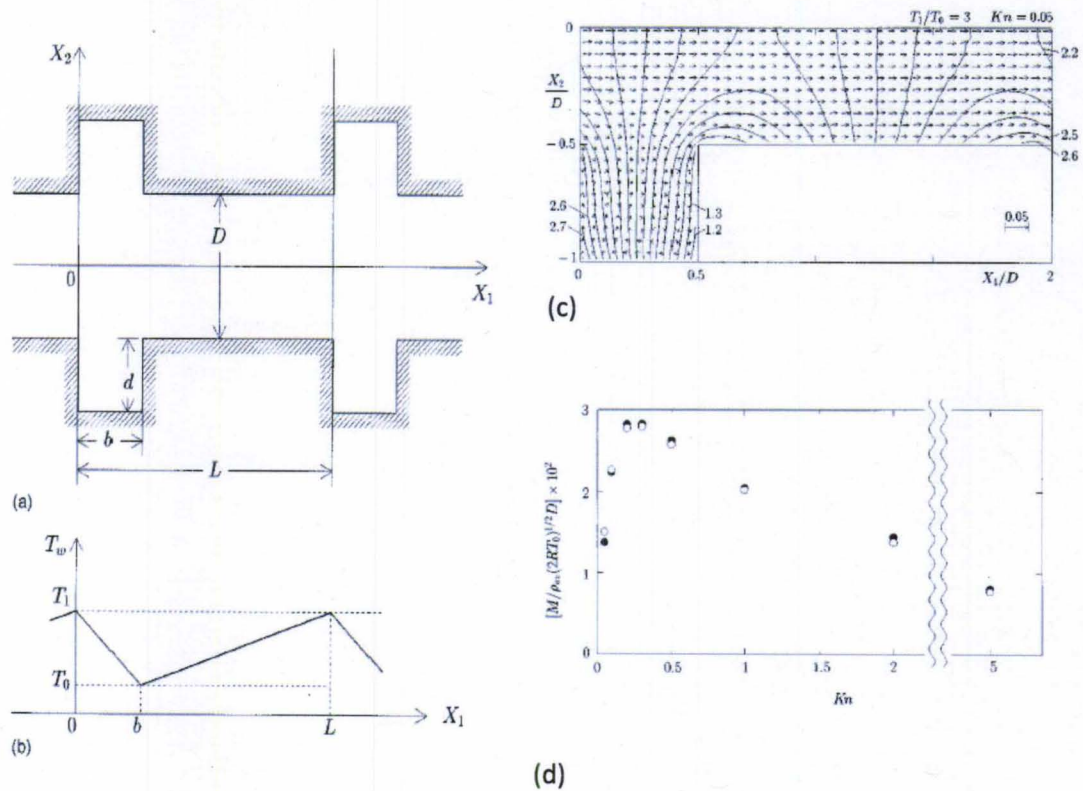 X₂
D
0
X₁
d
b
L
(a)
T_w
T₁
T₀
0
b
L
X₁
(b)
T₁/T₀ = 3 Kn = 0.05
0
X₂/D
-0.5
-1
2.6
2.7
1.3
1.2
2.2
2.5
2.6
0.05
0
0.5
X₁/D
2
(c)
[M/ρ_av(2RT₀)^1/2 D] × 10²
3
2
1
0
0
0.5
1
1.5
2
5
Kn
(d)